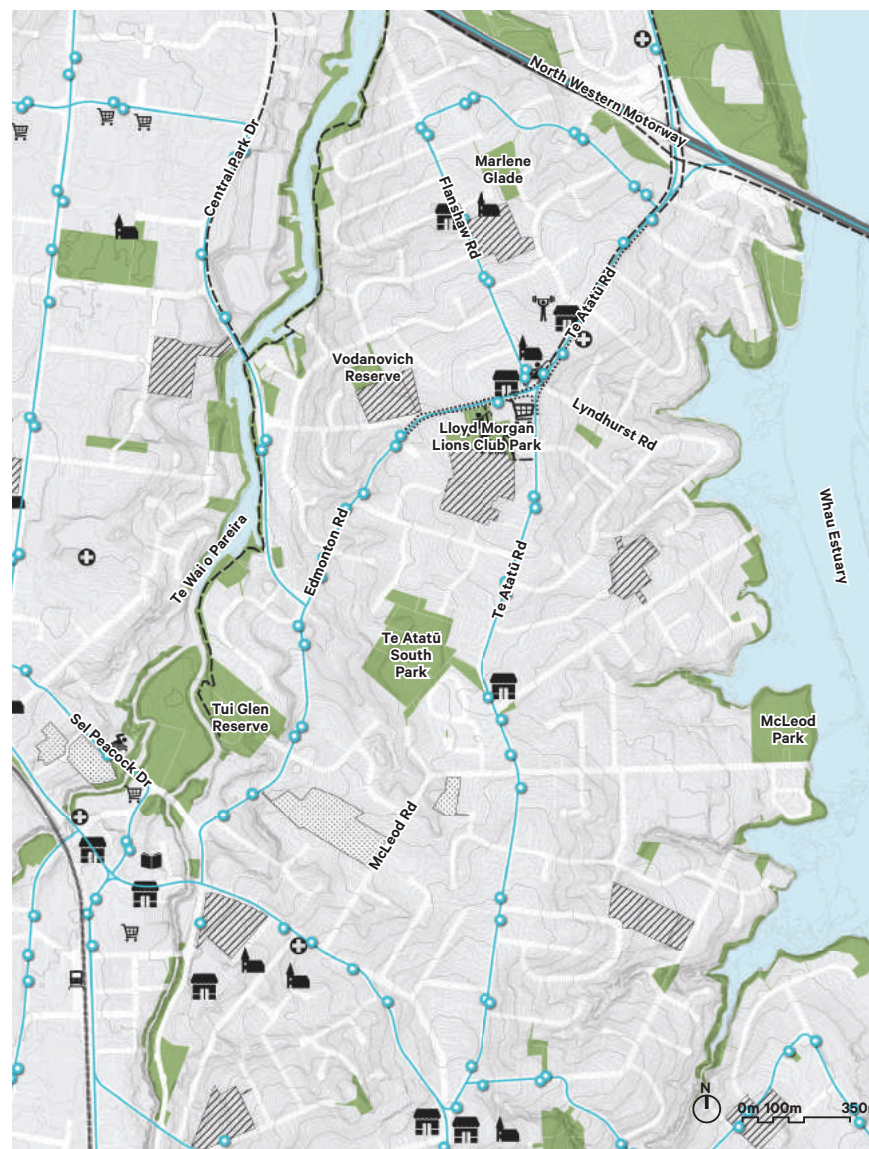 North Western Motorway
Central Park Dr
Marlene
Glade
Flanshaw Rd
Te Atatū Rd
Vodanovich
Reserve
Lyndhurst Rd
Lloyd Morgan
Lions Club Park
Whau Estuary
Te Wai o Pareira
Edmonton Rd
Te Atatū Rd
Te Atatū
South
Park
Tui Glen
Reserve
McLeod
Park
Sel Peacock Dr
McLeod Rd
N
0m 100m 350m